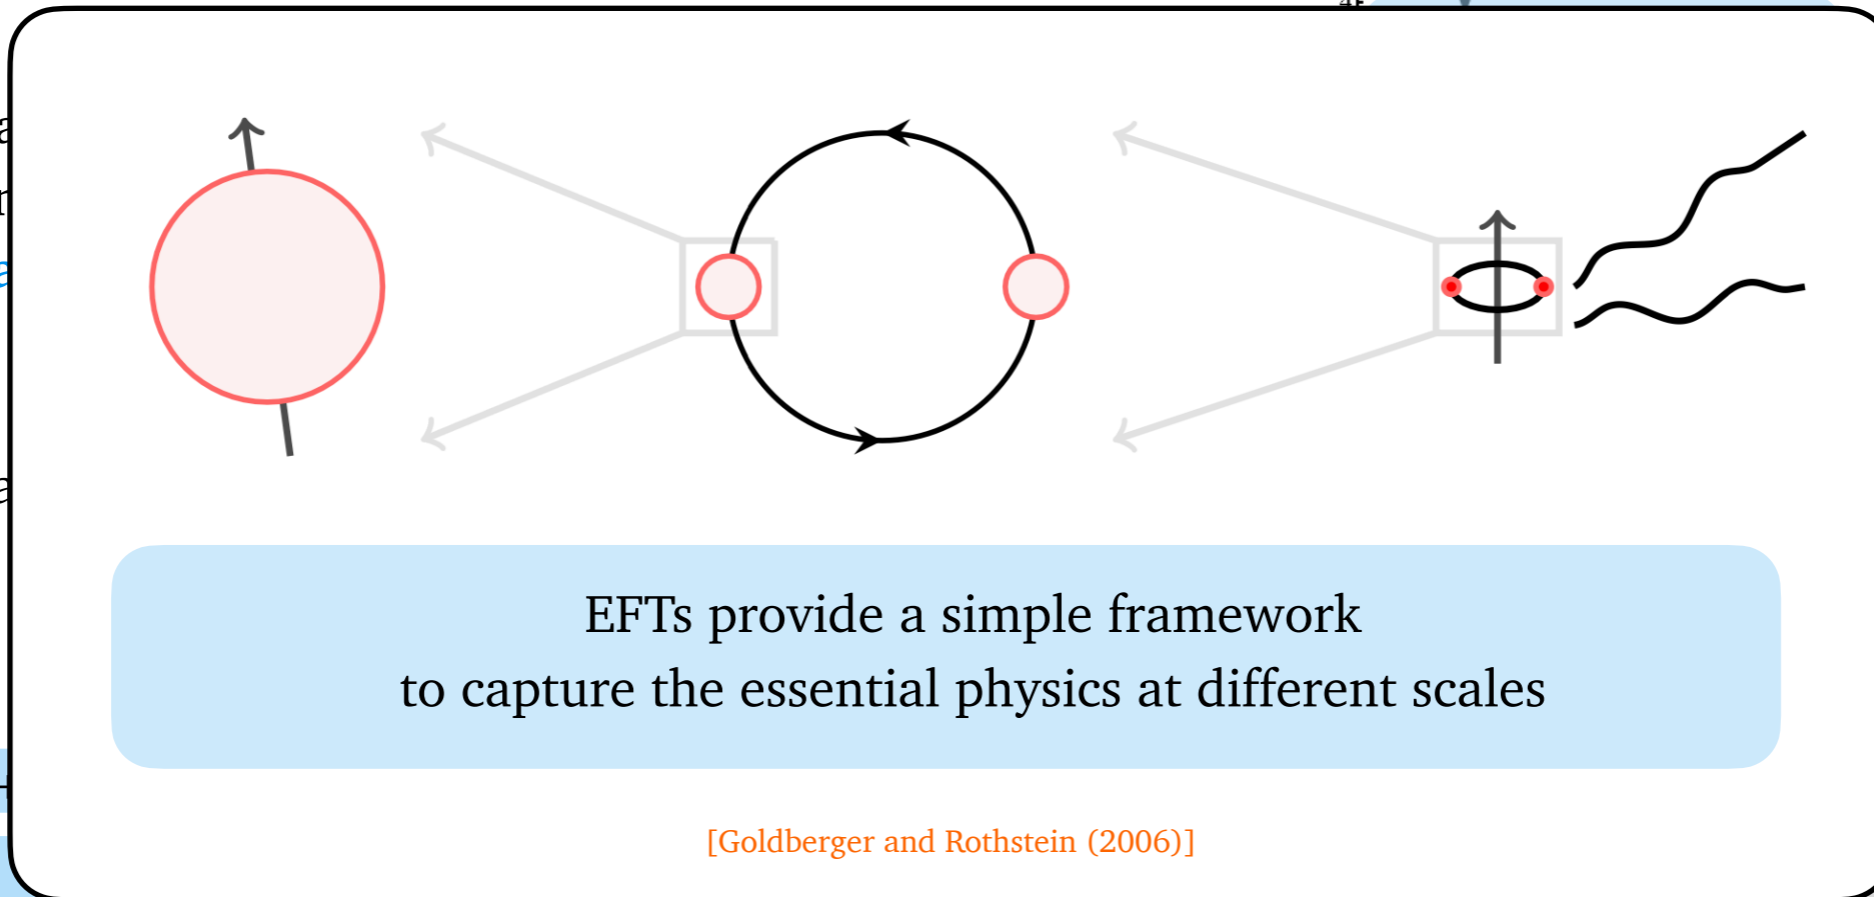 EFTs provide a simple framework
to capture the essential physics at different scales
[Goldberger and Rothstein (2006)]